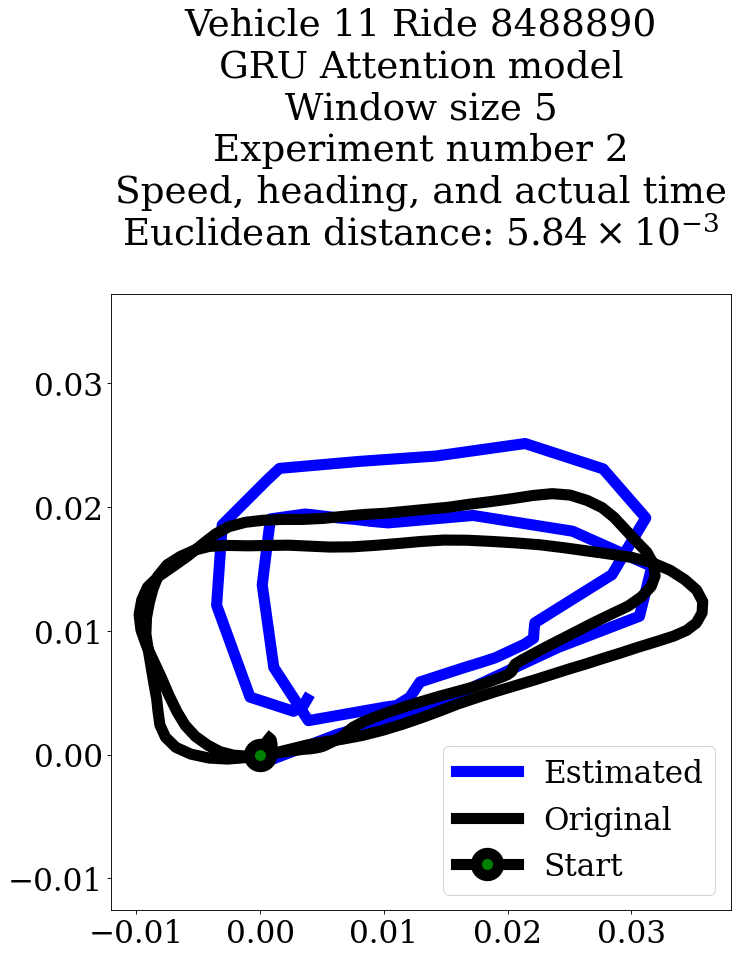 Vehicle 11 Ride 8488890
GRU Attention model
Window size 5
Experiment number 2
Speed, heading, and actual time
Euclidean distance: 5.84 × 10⁻³
0.03
0.02
0.01
0.00
−0.01
Estimated
Original
Start
−0.01 0.00 0.01 0.02 0.03